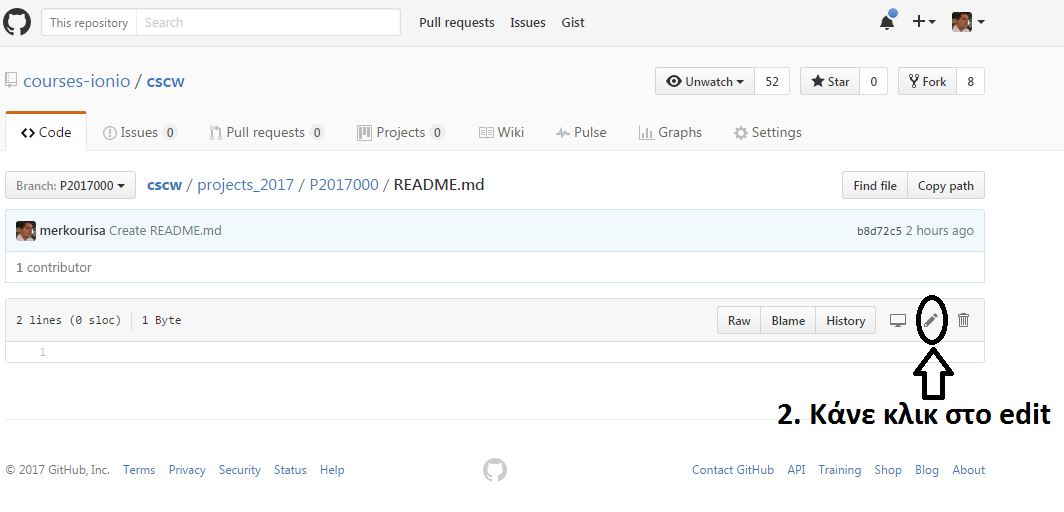 This repository Search Pull requests Issues Gist
courses-ionio / cscw Unwatch 52 Star 0 Fork 8
Code Issues 0 Pull requests 0 Projects 0 Wiki Pulse Graphs Settings
Branch: P2017000 cscw / projects_2017 / P2017000 / README.md Find file Copy path
merkourisa Create README.md b8d72c5 2 hours ago
1 contributor
2 lines (0 sloc) 1 Byte Raw Blame History
1
2. Κάνε κλικ στο edit
© 2017 GitHub, Inc. Terms Privacy Security Status Help Contact GitHub API Training Shop Blog About